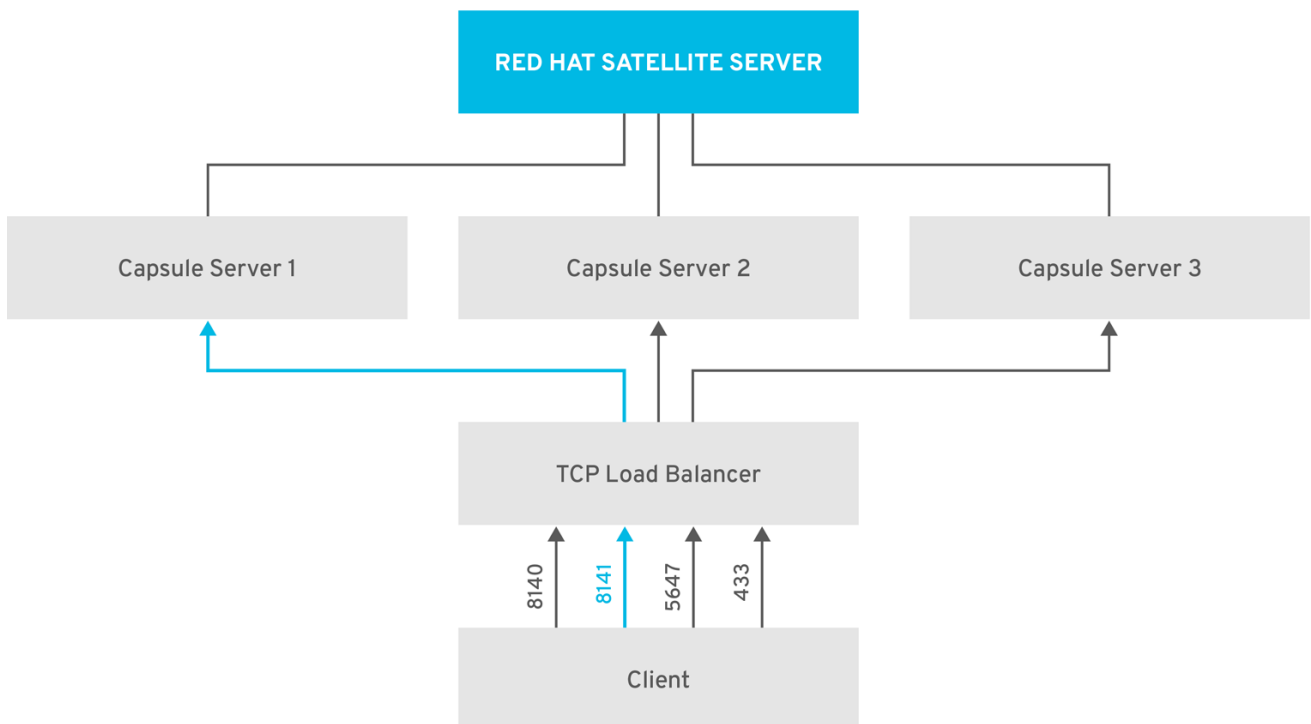 RED HAT SATELLITE SERVER
Capsule Server 1
Capsule Server 2
Capsule Server 3
TCP Load Balancer
8140
8141
5647
433
Client